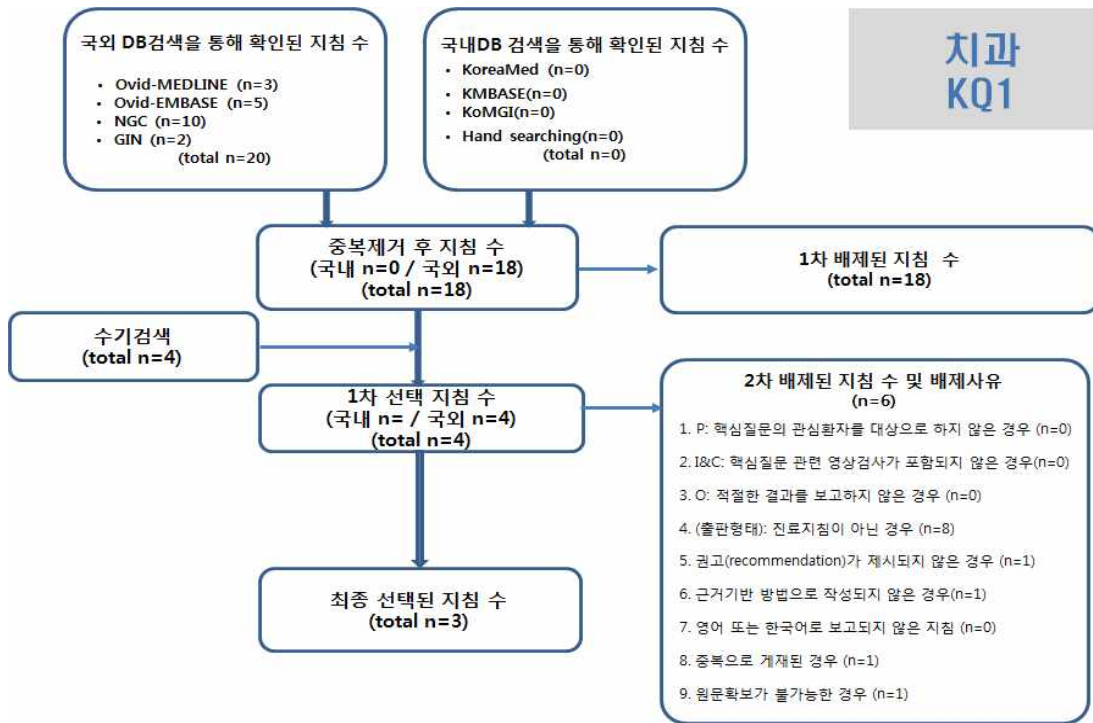 국외 DB검색을 통해 확인된 지침 수
• Ovid-MEDLINE (n=3)
• Ovid-EMBASE (n=5)
• NGC (n=10)
• GIN (n=2)
(total n=20)
국내DB 검색을 통해 확인된 지침 수
• KoreaMed (n=0)
• KMBASE(n=0)
• KoMGI(n=0)
• Hand searching(n=0)
(total n=0)
치과
KQ1
중복제거 후 지침 수
(국내 n=0 / 국외 n=18)
(total n=18)
1차 배제된 지침 수
(total n=18)
수기검색
(total n=4)
1차 선택 지침 수
(국내 n= / 국외 n=4)
(total n=4)
2차 배제된 지침 수 및 배제사유
(n=6)
1. P: 핵심질문의 관심환자를 대상으로 하지 않은 경우 (n=0)
2. I&C: 핵심질문 관련 영상검사가 포함되지 않은 경우(n=0)
3. O: 적절한 결과를 보고하지 않은 경우 (n=0)
4. (출판형태): 진료지침이 아닌 경우 (n=8)
5. 권고(recommendation)가 제시되지 않은 경우 (n=1)
6. 근거기반 방법으로 작성되지 않은 경우(n=1)
7. 영어 또는 한국어로 보고되지 않은 지침 (n=0)
8. 중복으로 게재된 경우 (n=1)
9. 원문확보가 불가능한 경우 (n=1)
최종 선택된 지침 수
(total n=3)